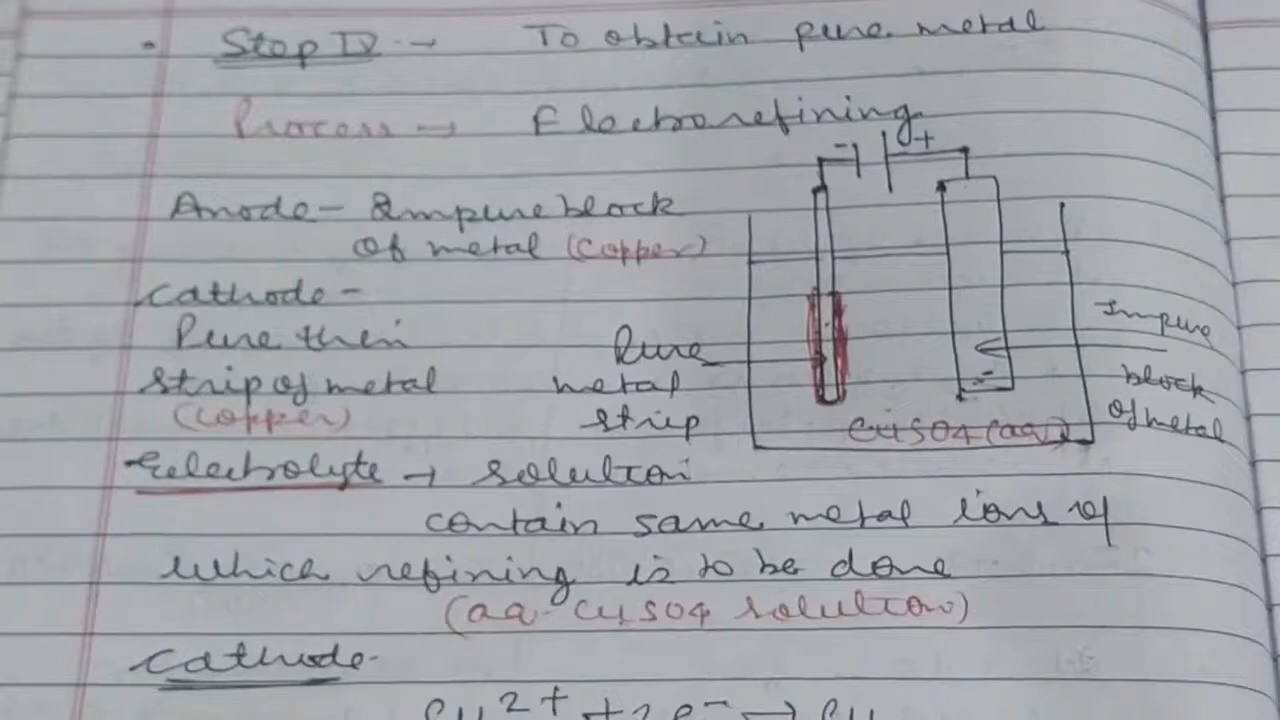 • Step IV → To obtain pure metal
Process → Electrorefining
- +
Anode - Impure block
of metal (Copper)
Cathode -
Pure thin
strip of metal
(Copper)
Pure
metal
strip
Impure
block
of metal
CuSO4 (aq.)
Electrolyte → solution
contain same metal ions of
which refining is to be done
(aq. CuSO4 solution)
Cathode.
Cu2+ + 2e- → Cu